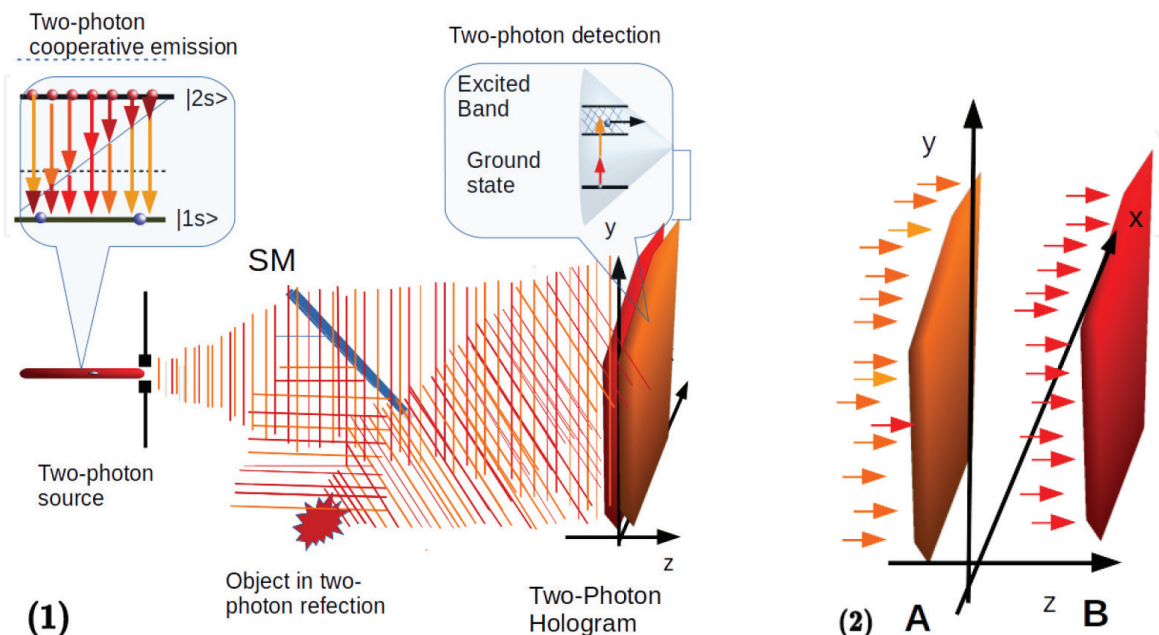 Two-photon
cooperative emission
|2s>
|1s>
Two-photon detection
Excited
Band
Ground
state
y
SM
Two-photon
source
Object in two-
photon refection
z
Two-Photon
Hologram
(1)
y
x
z
(2)
A
B